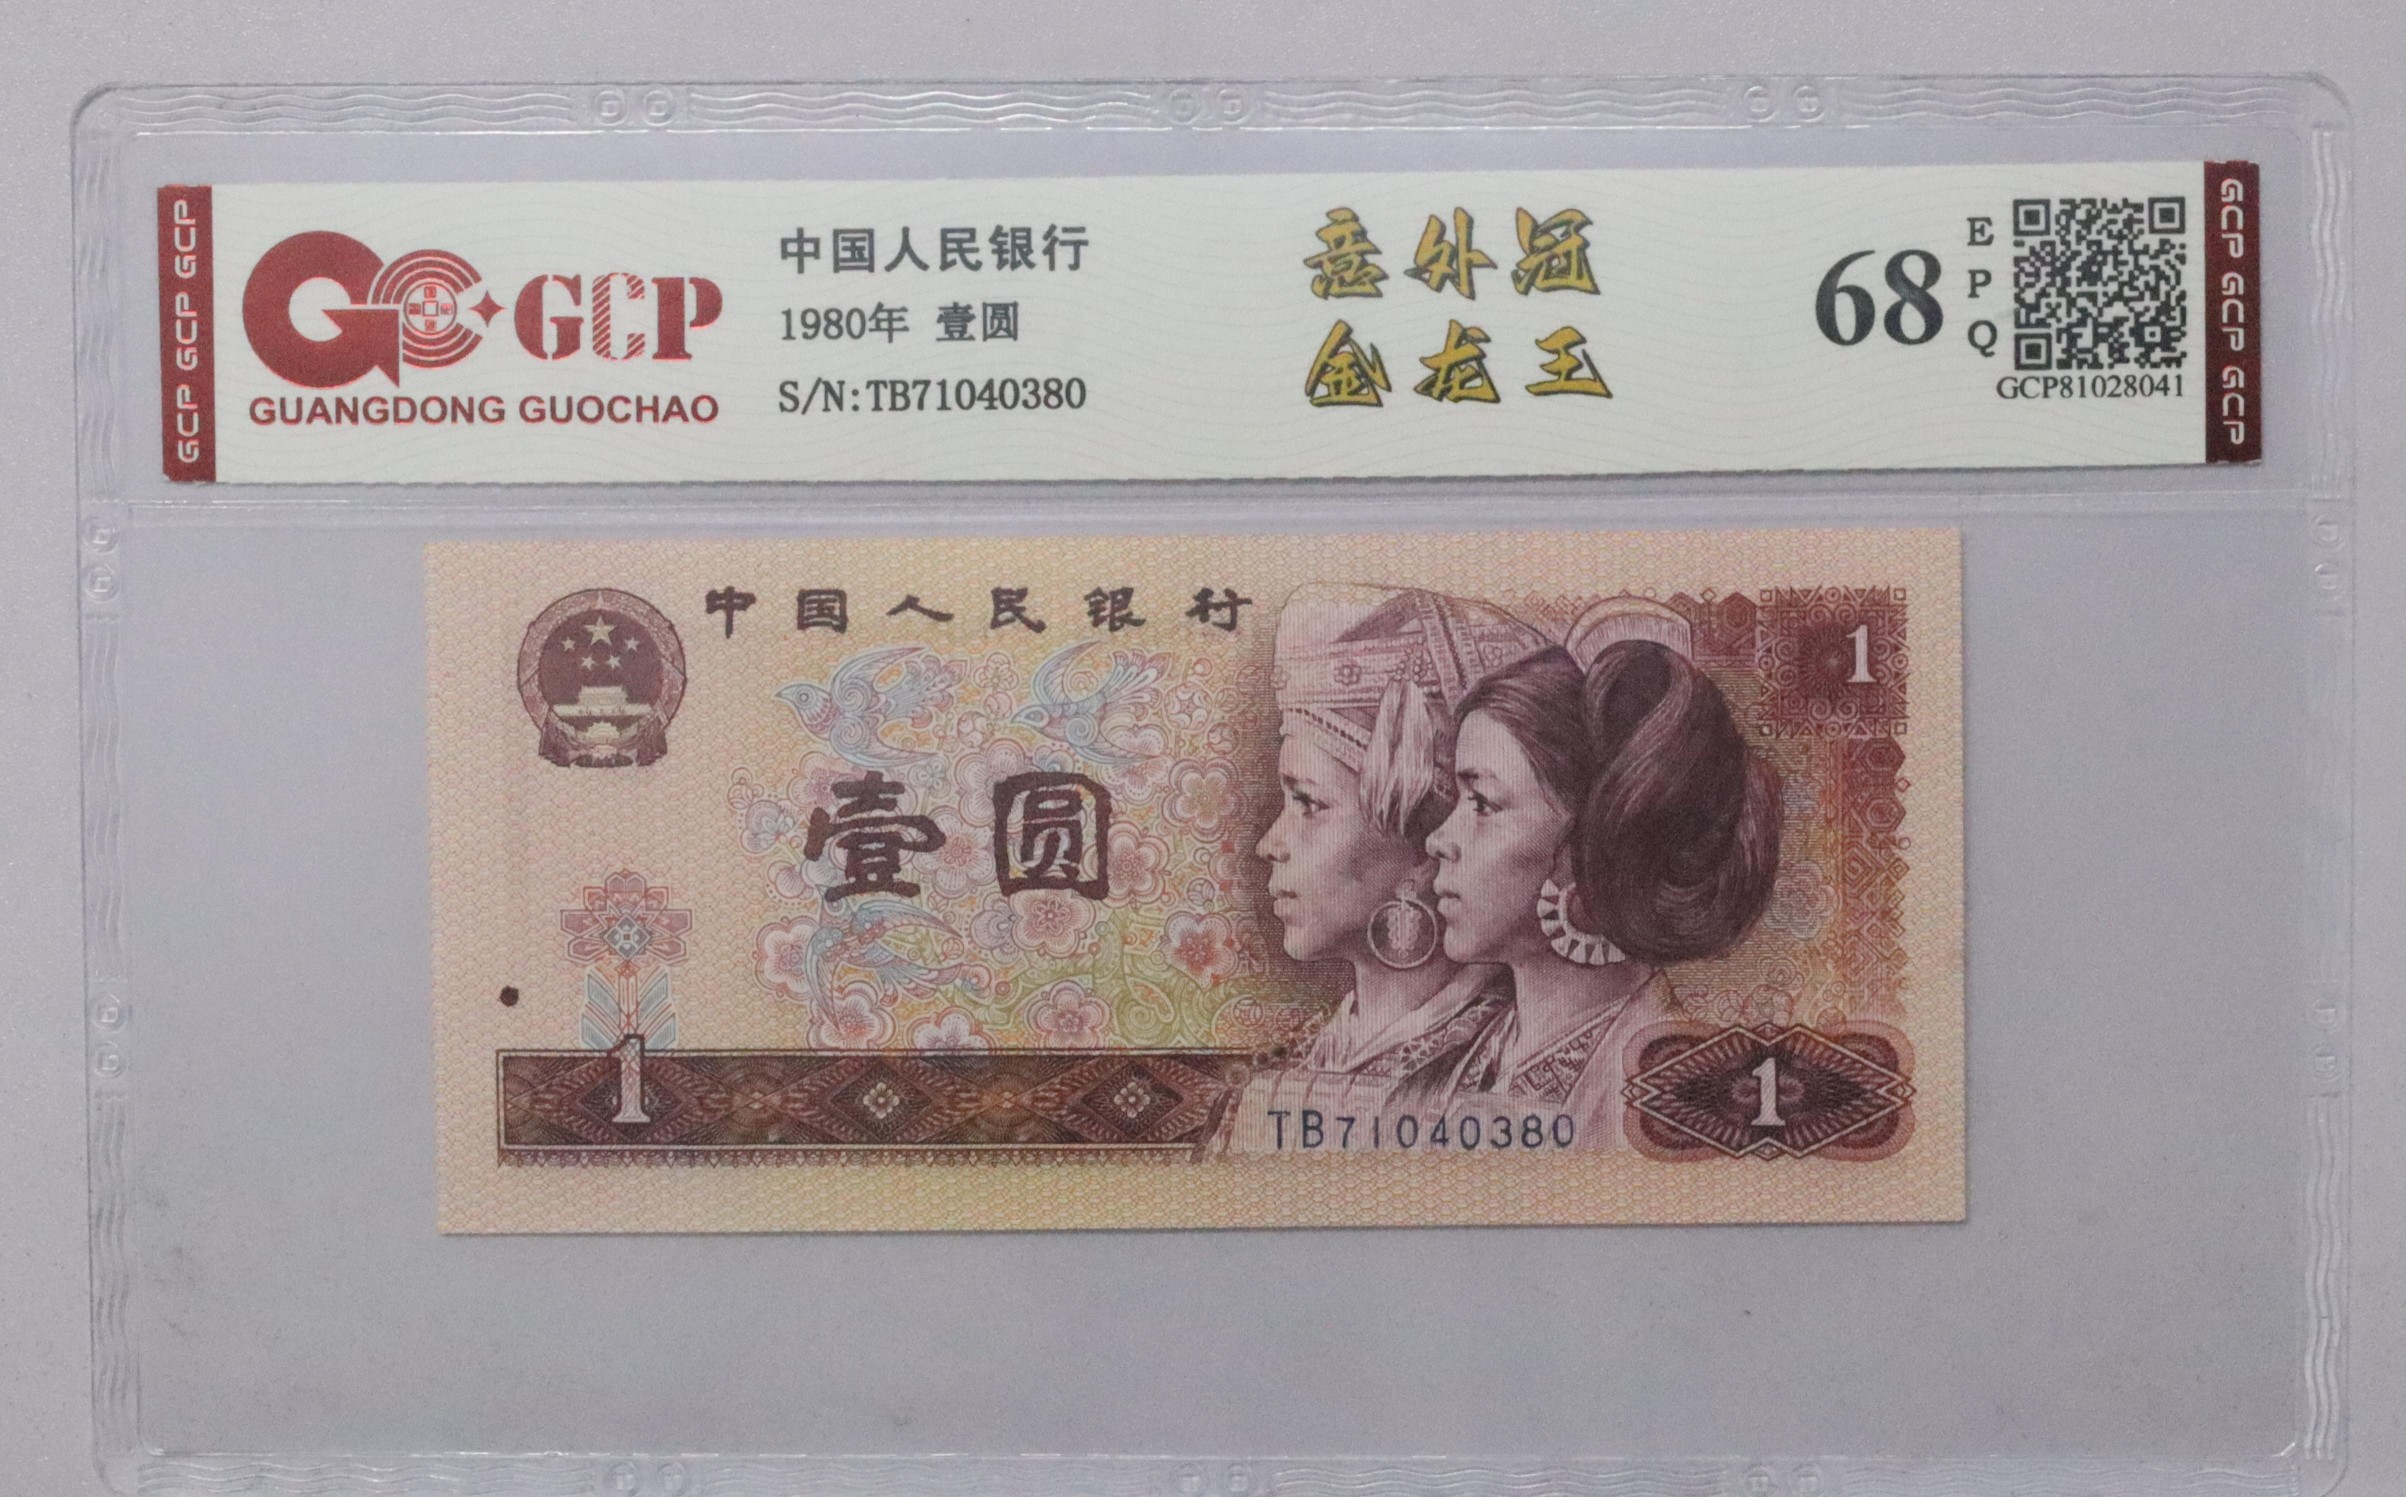 GCP GCP GCP
GCP
GUANGDONG GUOCHAO
中国人民银行
1980年 壹圆
S/N:TB71040380
意外冠
金龙王
68
EPQ
GCP81028041
GCP GCP GCP
中国人民银行
1
壹圆
1
1
TB71040380